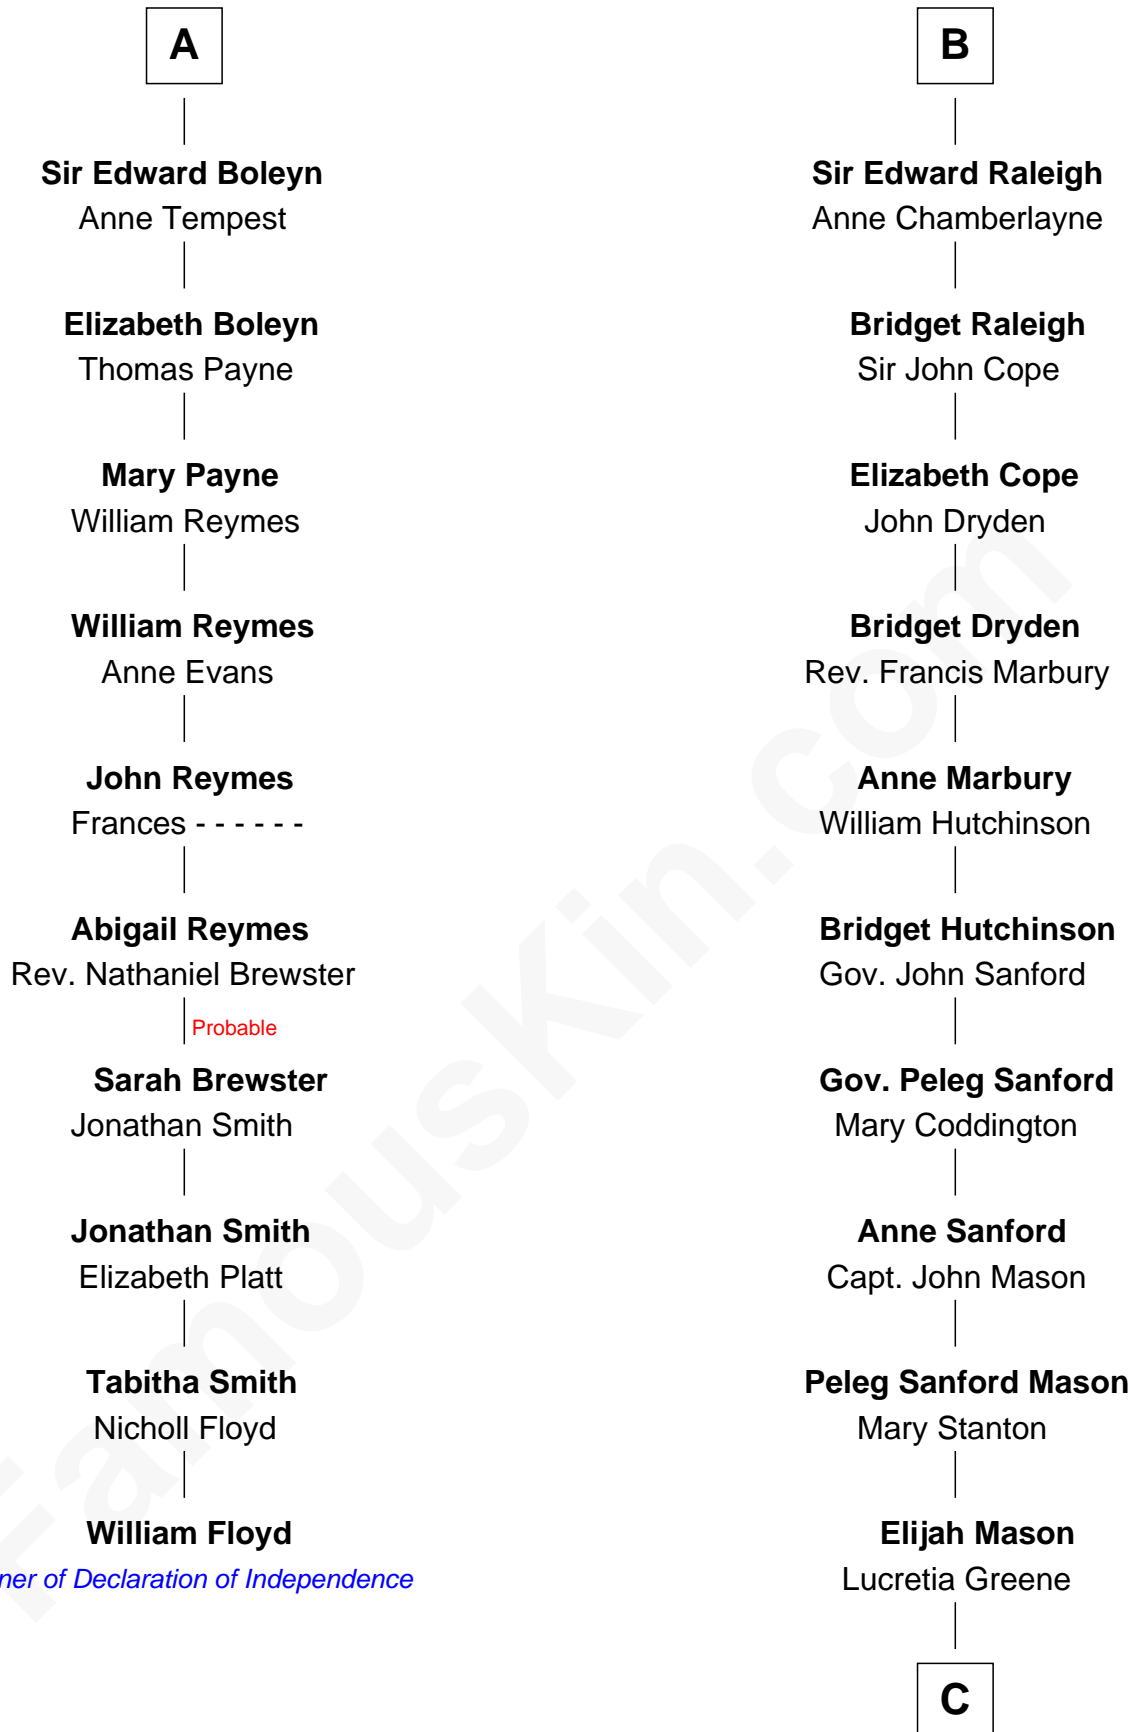 A
Sir Edward Boleyn
Anne Tempest
Elizabeth Boleyn
Thomas Payne
Mary Payne
William Reymes
William Reymes
Anne Evans
John Reymes
Frances - - - - - -
Abigail Reymes
Rev. Nathaniel Brewster
Probable
Sarah Brewster
Jonathan Smith
Jonathan Smith
Elizabeth Platt
Tabitha Smith
Nicholl Floyd
William Floyd
ner of Declaration of Independence
B
Sir Edward Raleigh
Anne Chamberlayne
Bridget Raleigh
Sir John Cope
Elizabeth Cope
John Dryden
Bridget Dryden
Rev. Francis Marbury
Anne Marbury
William Hutchinson
Bridget Hutchinson
Gov. John Sanford
Gov. Peleg Sanford
Mary Coddington
Anne Sanford
Capt. John Mason
Peleg Sanford Mason
Mary Stanton
Elijah Mason
Lucretia Greene
C
FamousKin.com